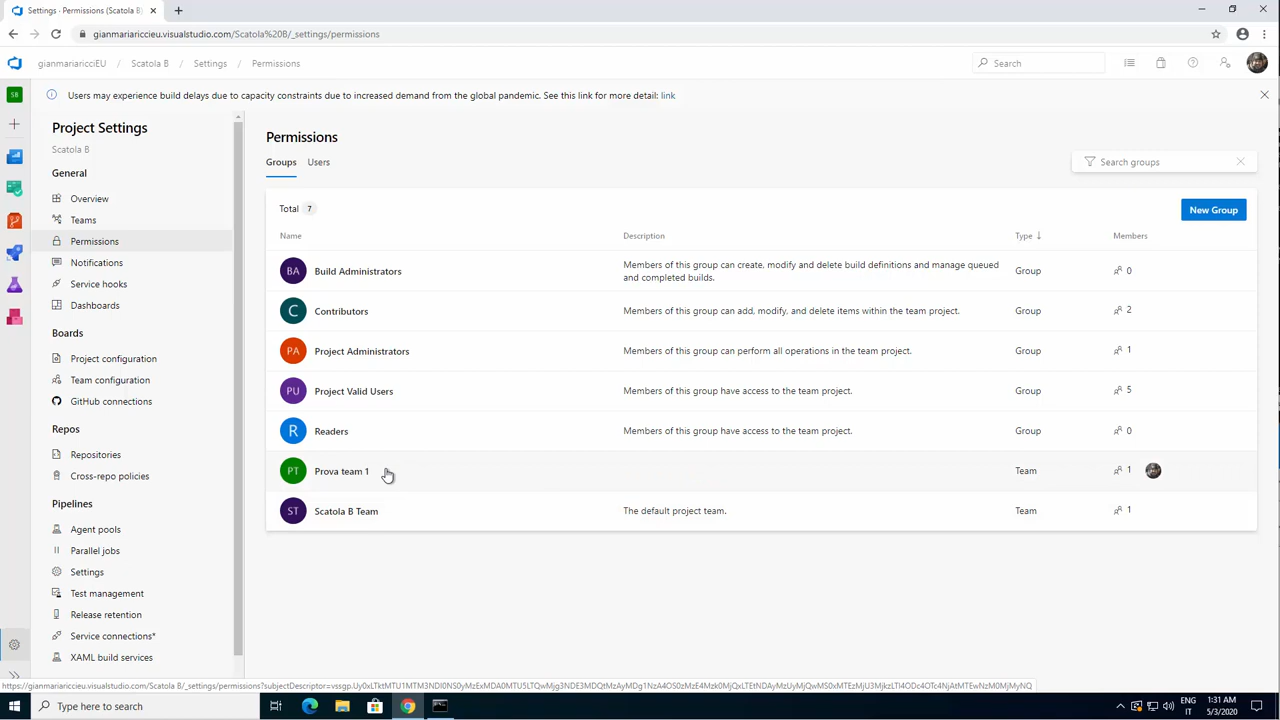 Settings · Permissions (Scatola B)
gianmariariccieu.visualstudio.com/Scatola%20B/_settings/permissions
gianmariaricciEU
Scatola B
Settings
Permissions
Search
SB
Users may experience build delays due to capacity constraints due to increased demand from the global pandemic. See this link for more detail: link
Project Settings
Scatola B
General
Overview
Teams
Permissions
Notifications
Service hooks
Dashboards
Boards
Project configuration
Team configuration
GitHub connections
Repos
Repositories
Cross-repo policies
Pipelines
Agent pools
Parallel jobs
Settings
Test management
Release retention
Service connections*
XAML build services
Permissions
Groups Users
Search groups
Total 7
New Group
Name Description Type ↓ Members
BA Build Administrators Members of this group can create, modify and delete build definitions and manage queued
and completed builds. Group 0
C Contributors Members of this group can add, modify, and delete items within the team project. Group 2
PA Project Administrators Members of this group can perform all operations in the team project. Group 1
PU Project Valid Users Members of this group have access to the team project. Group 5
R Readers Members of this group have access to the team project. Group 0
PT Prova team 1 Team 1
ST Scatola B Team The default project team. Team 1
Type here to search
ENG
IT
1:31 AM
5/3/2020